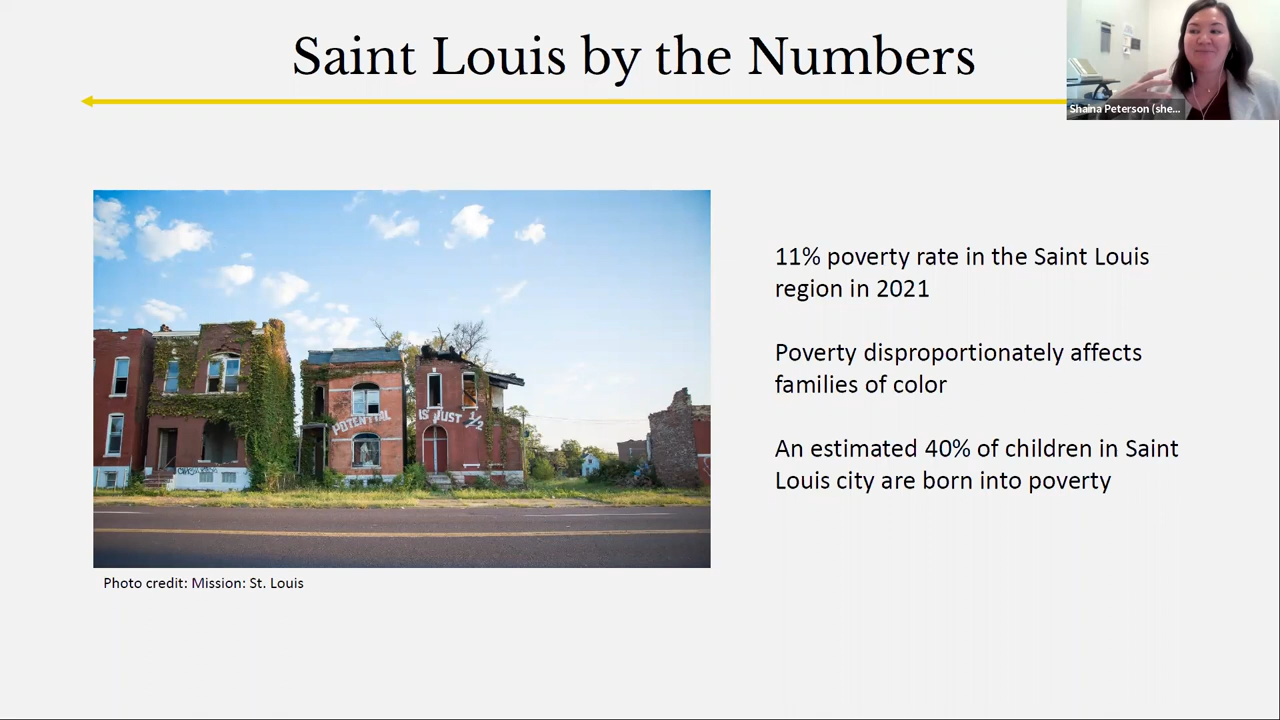 Saint Louis by the Numbers
Shaina Peterson (she...
11% poverty rate in the Saint Louis
region in 2021
Poverty disproportionately affects
families of color
An estimated 40% of children in Saint
Louis city are born into poverty
POTENTIAL IS JUST 1/2
Photo credit: Mission: St. Louis